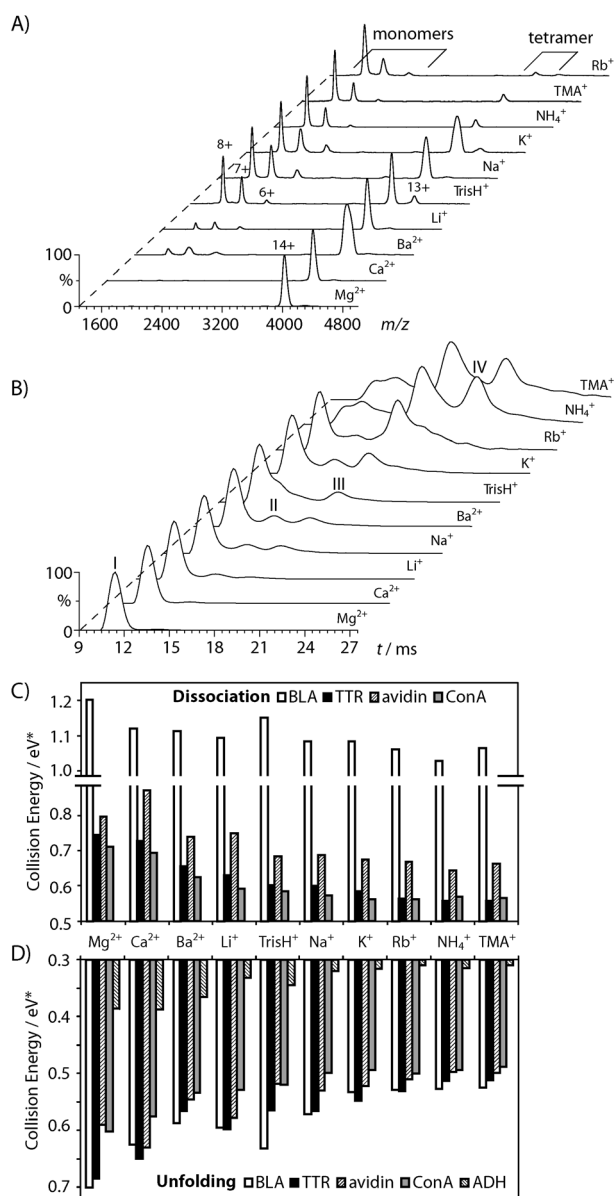 A)
monomers tetramer
Rb⁺
TMA⁺
NH₄⁺
K⁺
Na⁺
8+
7+
6+
13+
TrisH⁺
Li⁺
Ba²⁺
14+
100
%
Ca²⁺
0
Mg²⁺
1600 2400 3200 4000 4800 m/z
B)
IV
TMA⁺
NH₄⁺
Rb⁺
K⁺
III
TrisH⁺
II
Ba²⁺
Na⁺
I
Li⁺
100
%
Ca²⁺
0
Mg²⁺
9 12 15 18 21 24 27 t / ms
C)
Dissociation BLA TTR avidin ConA
1.2
1.1
1.0
0.8
0.7
0.6
0.5
Collision Energy / eV*
Mg²⁺ Ca²⁺ Ba²⁺ Li⁺ TrisH⁺ Na⁺ K⁺ Rb⁺ NH₄⁺ TMA⁺
D)
0.3
0.4
0.5
0.6
0.7
Collision Energy / eV*
Unfolding BLA TTR avidin ConA ADH